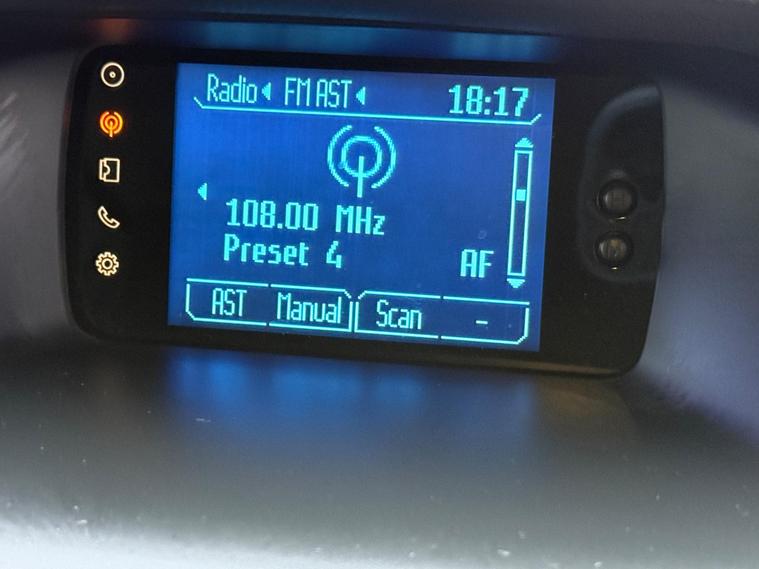 Radio FM AST 18:17
108.00 MHz
Preset 4 AF
AST Manual Scan -